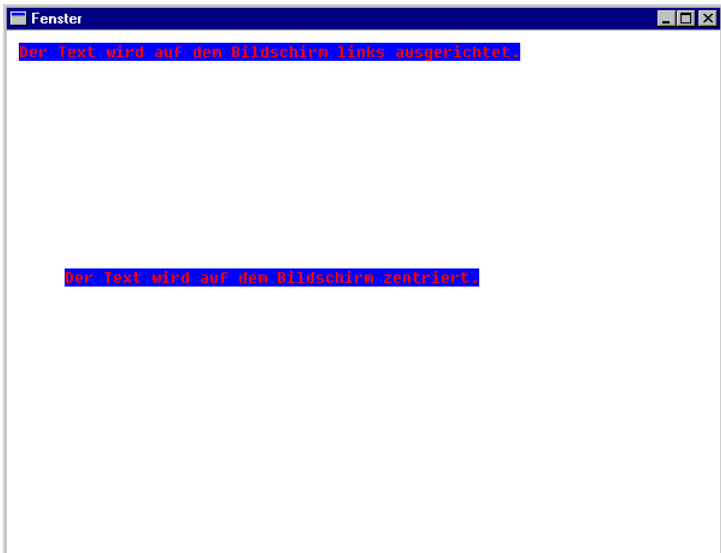 Fenster
Der Text wird auf dem Bildschirm links ausgerichtet.
Der Text wird auf dem Bildschirm zentriert.